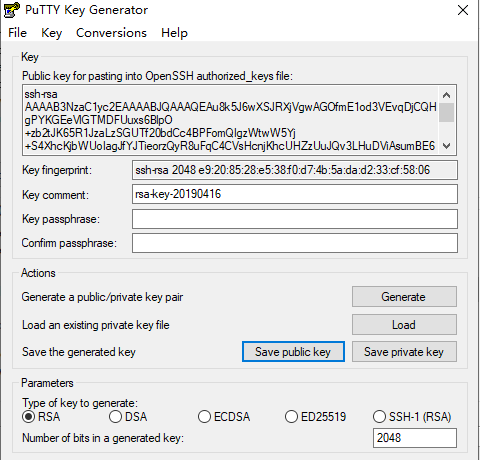 PuTTY Key Generator
File Key Conversions Help
Key
Public key for pasting into OpenSSH authorized_keys file:
ssh-rsa
AAAAB3NzaC1yc2EAAAABJQAAAQEAu8k5J6wXSJRXjVgwAGOfmE1od3VEvqDjCQH
gPYKGEeVlGTMDFUuxs6BlpO
+zb2tJK65R1JzaLzSGUTf20bdCc4BPFomQIgzWtwW5Yj
+S4XhcKjbWUoIagJfYJTieorzQyR8uFqC4CVsHcnjKhcUHZzUuJQv3LHuDViAsumBE6
Key fingerprint: ssh-rsa 2048 e9:20:85:28:e5:38:f0:d7:4b:5a:da:d2:33:cf:58:06
Key comment: rsa-key-20190416
Key passphrase:
Confirm passphrase:
Actions
Generate a public/private key pair Generate
Load an existing private key file Load
Save the generated key Save public key Save private key
Parameters
Type of key to generate:
RSA DSA ECDSA ED25519 SSH-1 (RSA)
Number of bits in a generated key: 2048